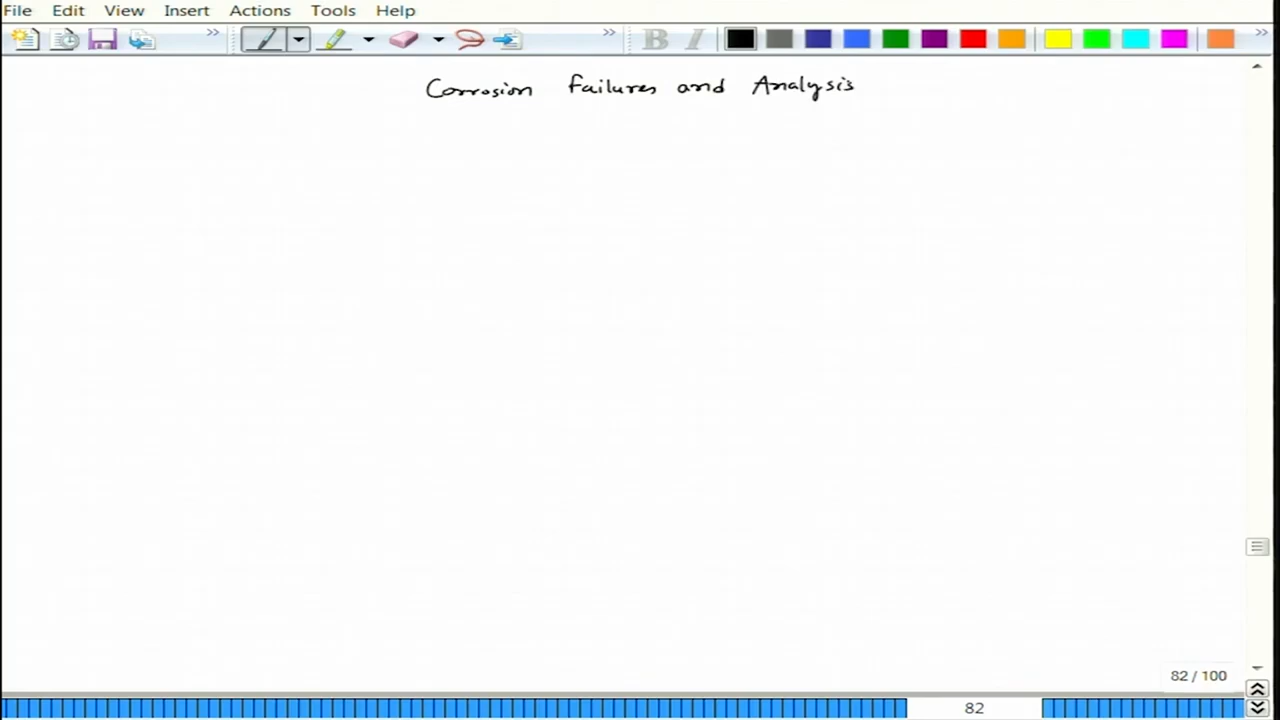 File Edit View Insert Actions Tools Help
B I
Corrosion Failures and Analysis
82 / 100
82